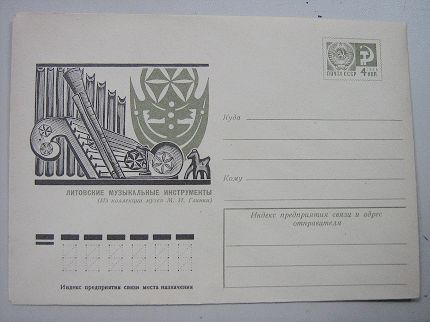 ПОЧТА СССР 4 КОП
Куда
Кому
ЛИТОВСКИЕ МУЗЫКАЛЬНЫЕ ИНСТРУМЕНТЫ
(Из коллекции музея М. И. Глинки)
Индекс предприятия связи и адрес
отправителя
Индекс предприятия связи места назначения